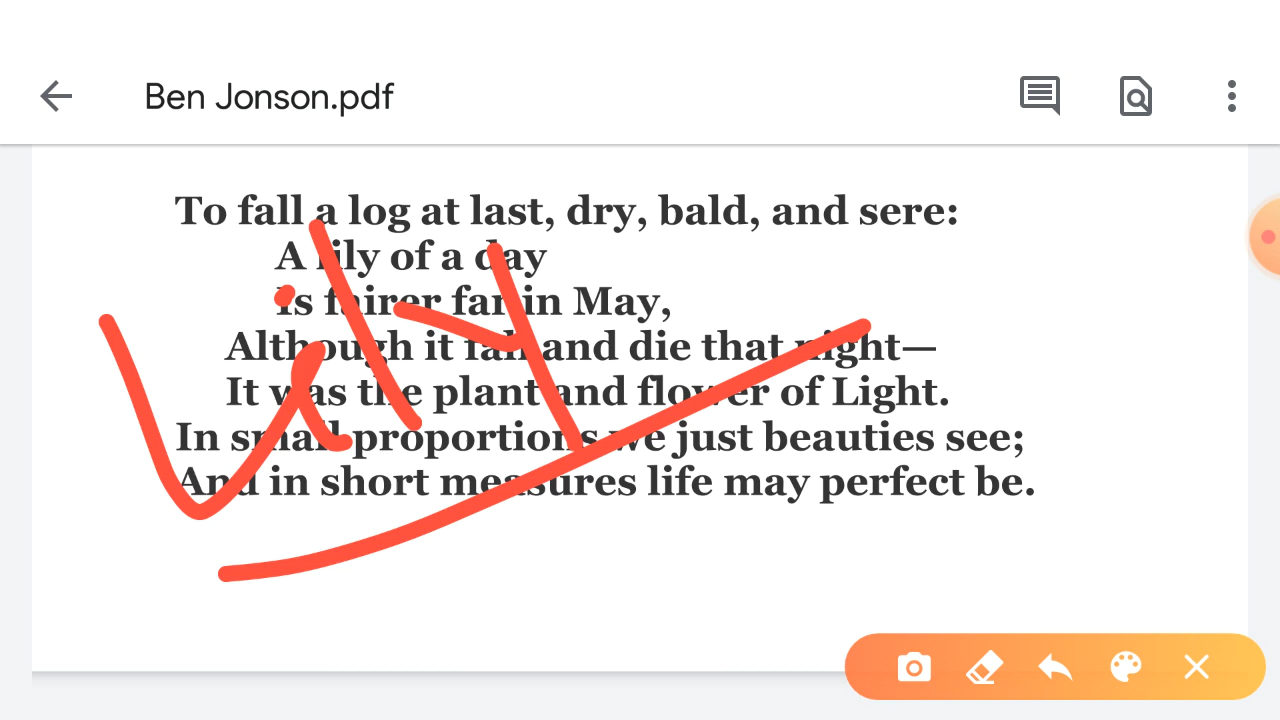 Ben Jonson.pdf
To fall a log at last, dry, bald, and sere:
A lily of a day
Is fairer far in May,
Although it fall and die that night—
It was the plant and flower of Light.
In small proportions we just beauties see;
And in short measures life may perfect be.
Lily